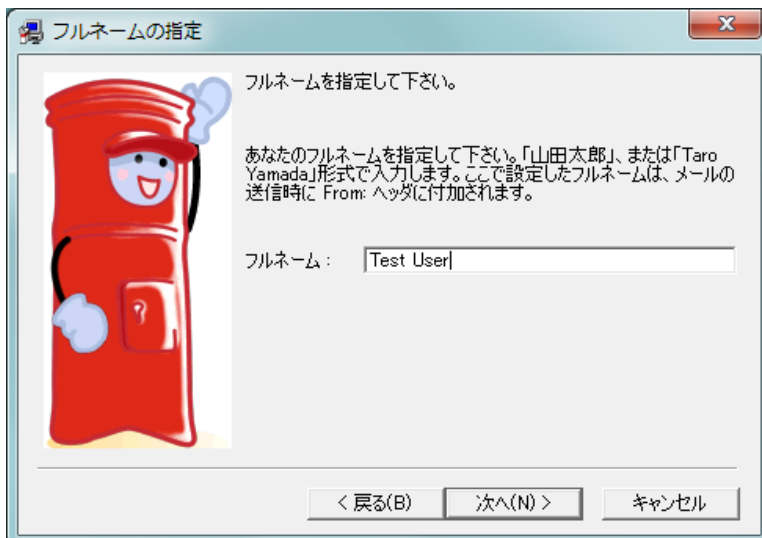 フルネームの指定
フルネームを指定して下さい。
あなたのフルネームを指定して下さい。「山田太郎」、または「Taro
Yamada」形式で入力します。ここで設定したフルネームは、メールの
送信時に From: ヘッダに付加されます。
フルネーム : Test User
< 戻る(B) 次へ(N) > キャンセル